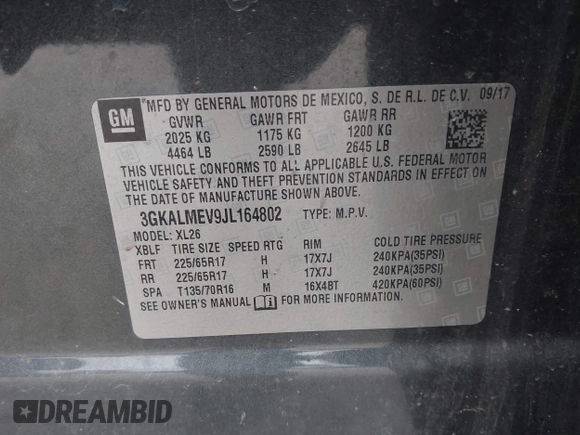 GM
*MFD BY GENERAL MOTORS DE MEXICO, S. DE R.L. DE C.V. 09/17
GVWR GAWR FRT GAWR RR
2025 KG 1175 KG 1200 KG
4464 LB 2590 LB 2645 LB
THIS VEHICLE CONFORMS TO ALL APPLICABLE U.S. FEDERAL MOTOR
VEHICLE SAFETY AND THEFT PREVENTION STANDARDS IN EFFECT ON
THE DATE OF MANUFACTURE SHOWN ABOVE.
3GKALMEV9JL164802 TYPE: M.P.V.
MODEL: XL26
XBLF TIRE SIZE SPEED RTG RIM COLD TIRE PRESSURE
FRT 225/65R17 H 17X7J 240KPA(35PSI)
RR 225/65R17 H 17X7J 240KPA(35PSI)
SPA T135/70R16 M 16X4BT 420KPA(60PSI)
SEE OWNER'S MANUAL FOR MORE INFORMATION.
DREAMBID